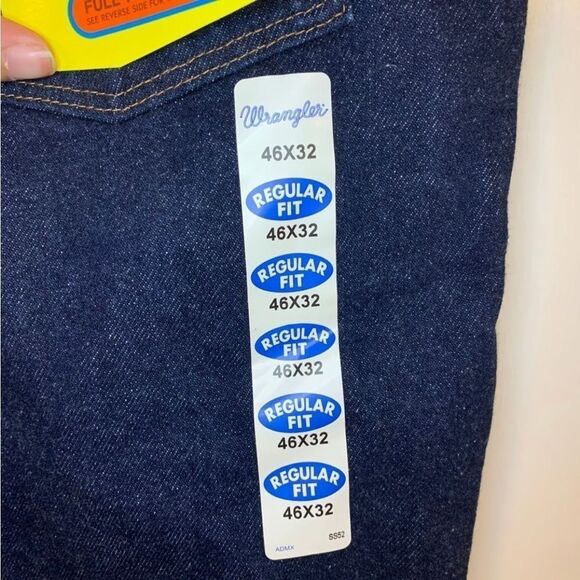 FULL
SEE REVERSE SIDE FOR
Wrangler
46X32
REGULAR
FIT
46X32
REGULAR
FIT
46X32
REGULAR
FIT
46X32
REGULAR
FIT
46X32
REGULAR
FIT
46X32
ADMX SS52